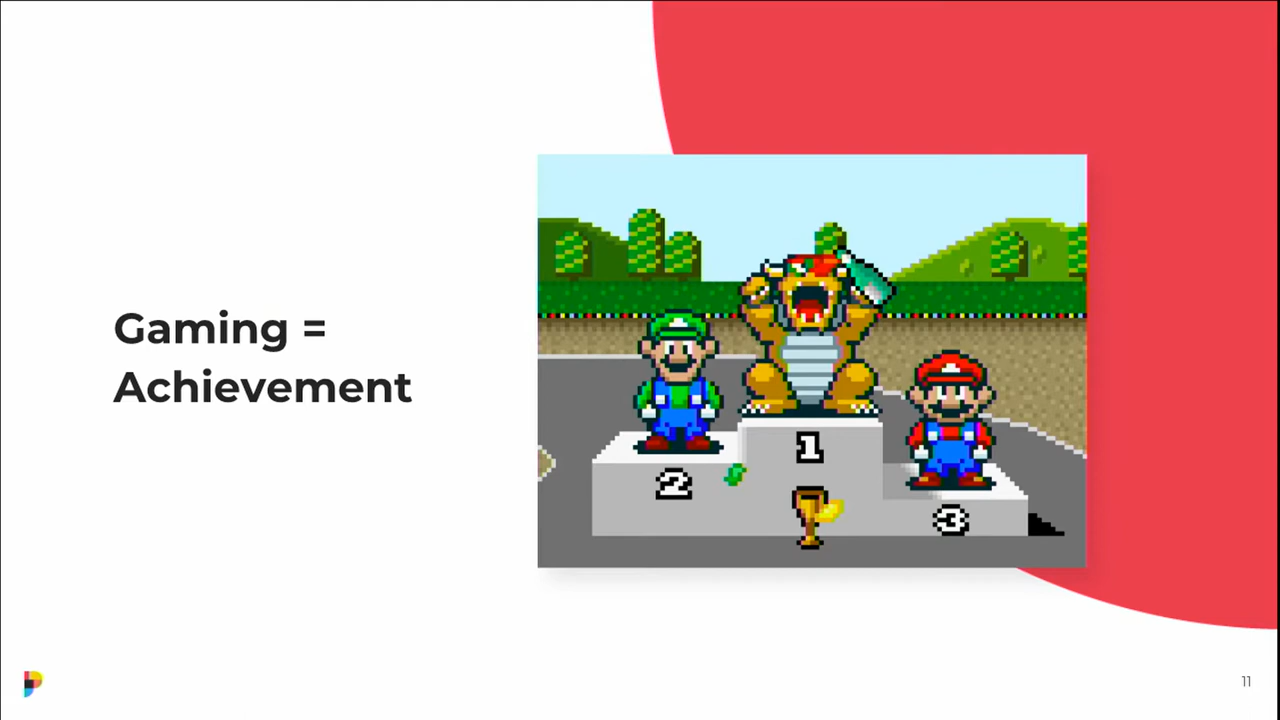 Gaming =
Achievement
1
2
3
11